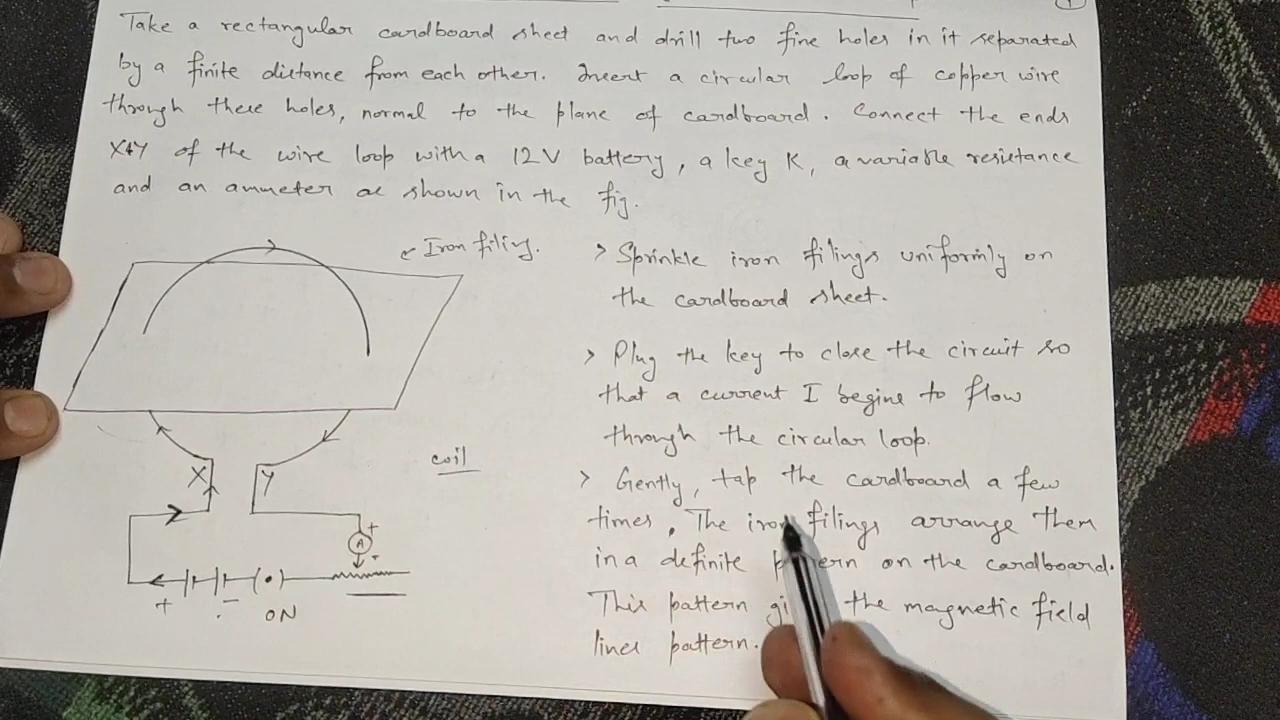 Take a rectangular cardboard sheet and drill two fine holes in it separated
by a finite distance from each other. Insert a circular loop of copper wire
through these holes, normal to the plane of cardboard. Connect the ends
X&Y of the wire loop with a 12V battery, a key K, a variable resistance
and an ammeter as shown in the fig.
Iron filing.
> Sprinkle iron filings uniformly on
the cardboard sheet.
> Plug the key to close the circuit so
that a current I begins to flow
through the circular loop.
> Gently, tap the cardboard a few
times. The iron filings arrange them
in a definite on the cardboard.
This pattern the magnetic field
lines pattern.
coil
X Y
+
A
-
+ -
ON